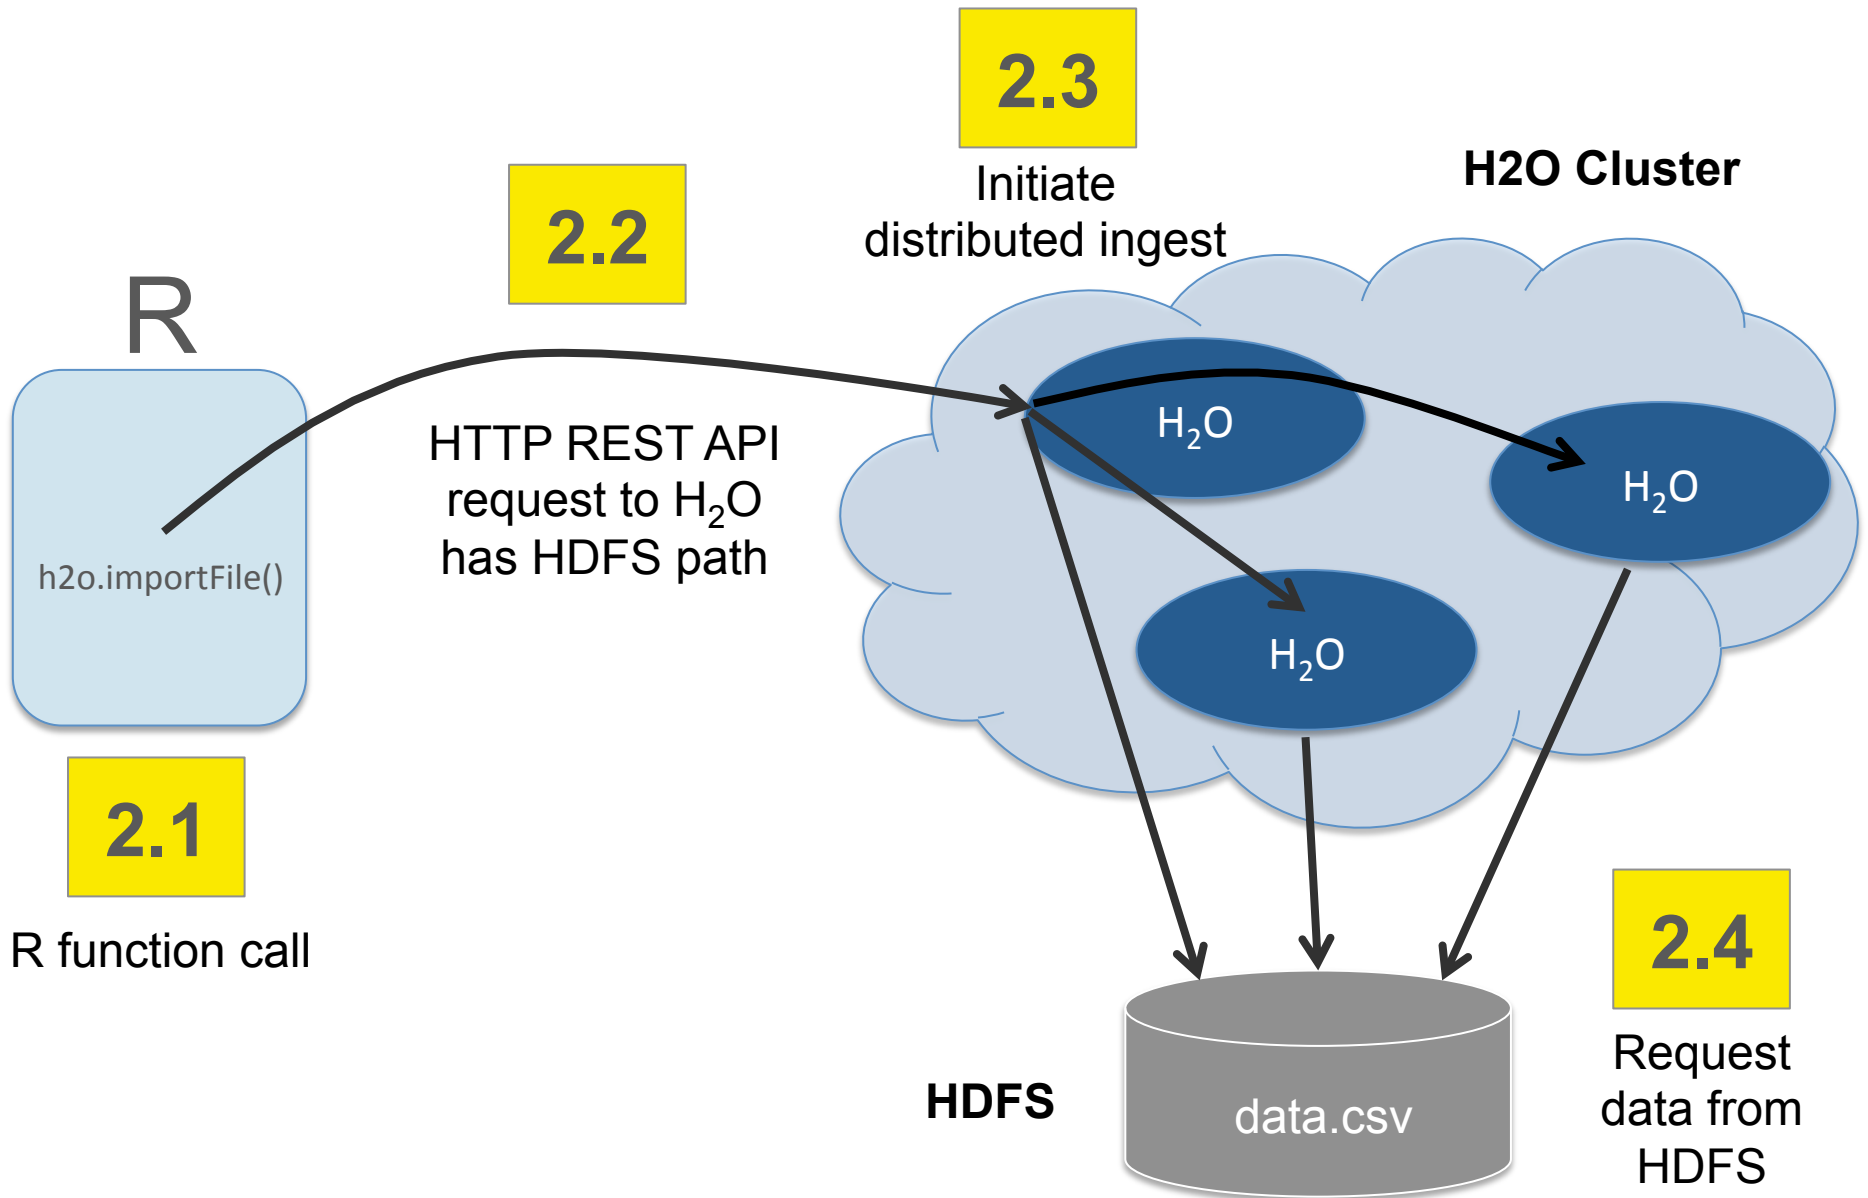 2.3
Initiate
distributed ingest
H2O Cluster
2.2
R
HTTP REST API
request to H₂O
has HDFS path
h2o.importFile()
H₂O
H₂O
H₂O
2.1
R function call
2.4
Request
data from
HDFS
HDFS
data.csv